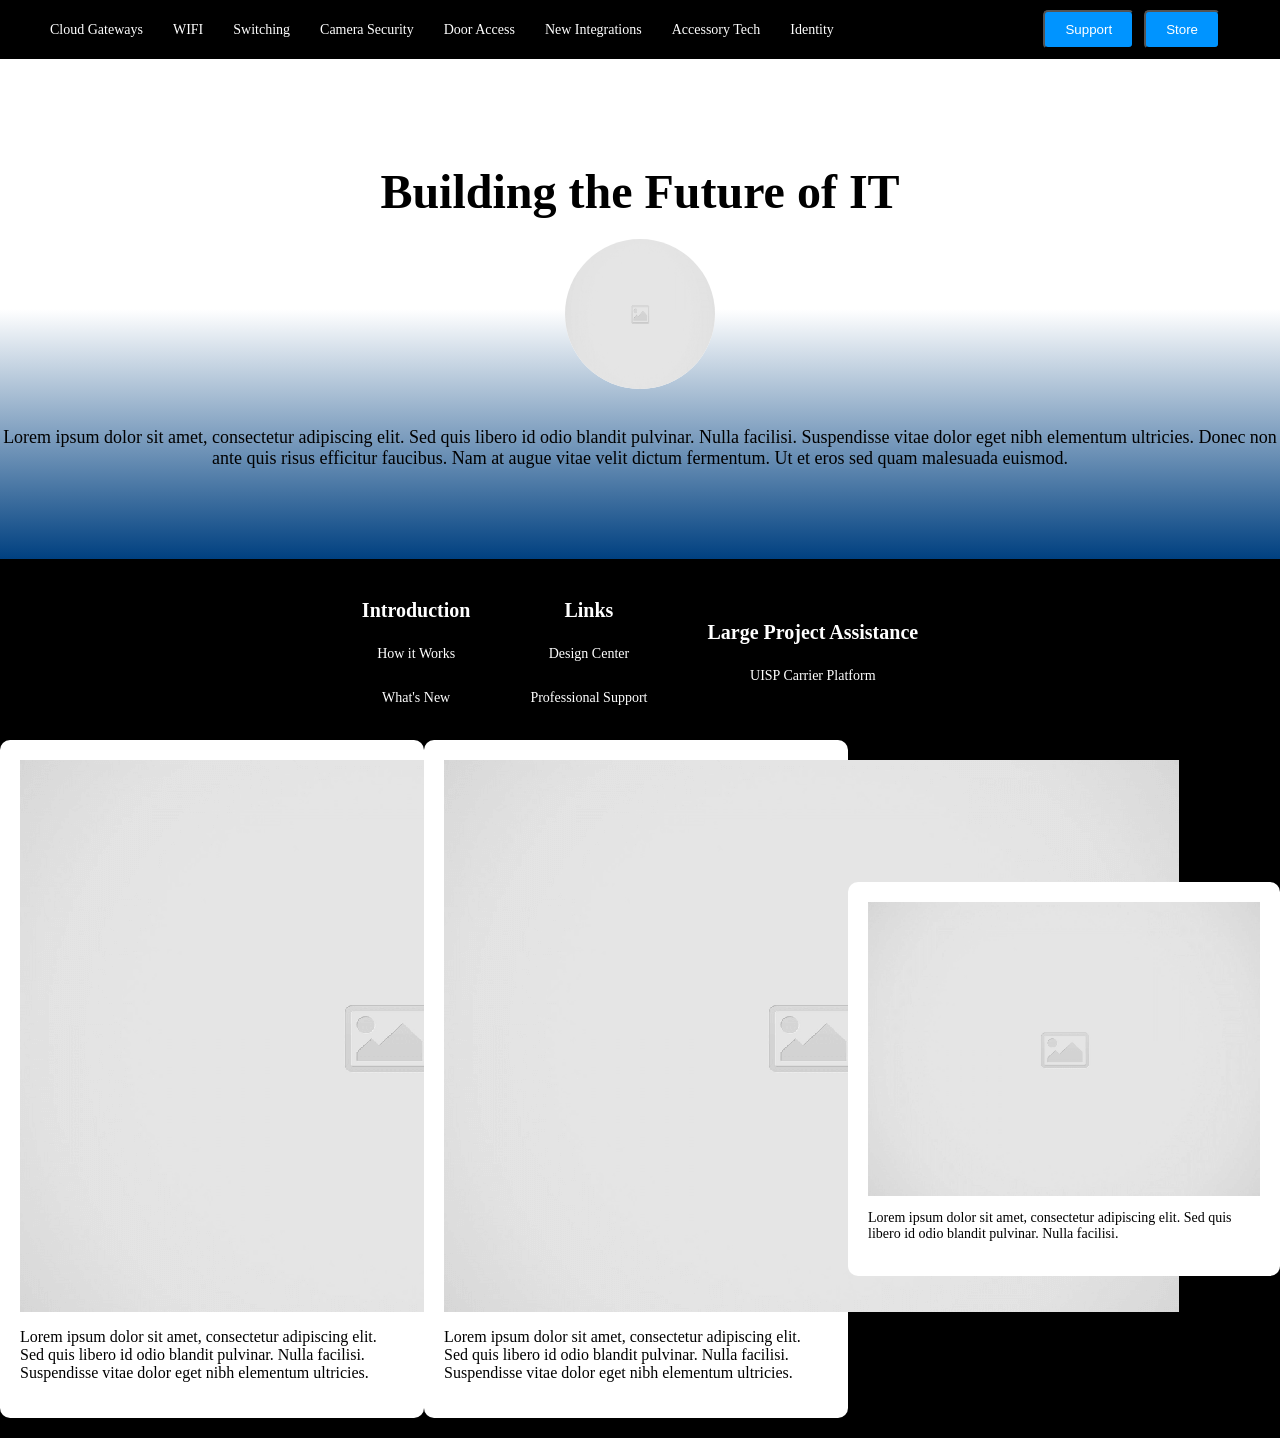 Cloud Gateways WIFI Switching Camera Security Door Access New Integrations Accessory Tech Identity Support Store
Building the Future of IT
Lorem ipsum dolor sit amet, consectetur adipiscing elit. Sed quis libero id odio blandit pulvinar. Nulla facilisi. Suspendisse vitae dolor eget nibh elementum ultricies. Donec non
ante quis risus efficitur faucibus. Nam at augue vitae velit dictum fermentum. Ut et eros sed quam malesuada euismod.
Introduction
How it Works
What's New
Links
Design Center
Professional Support
Large Project Assistance
UISP Carrier Platform
Lorem ipsum dolor sit amet, consectetur adipiscing elit.
Sed quis libero id odio blandit pulvinar. Nulla facilisi.
Suspendisse vitae dolor eget nibh elementum ultricies.
Lorem ipsum dolor sit amet, consectetur adipiscing elit.
Sed quis libero id odio blandit pulvinar. Nulla facilisi.
Suspendisse vitae dolor eget nibh elementum ultricies.
Lorem ipsum dolor sit amet, consectetur adipiscing elit. Sed quis
libero id odio blandit pulvinar. Nulla facilisi.